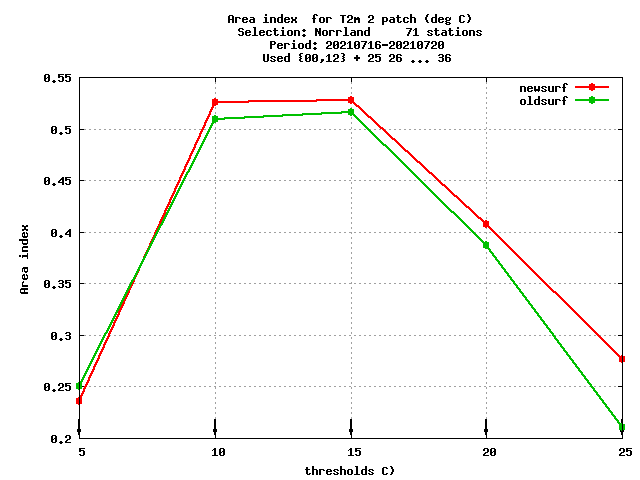 Area index  for T2m 2 patch (deg C)
Selection: Norrland     71 stations
Period: 20210716-20210720
Used {00,12} + 25 26 ... 36
newsurf
oldsurf
0.55
0.5
0.45
0.4
0.35
0.3
0.25
0.2
Area index
5 10 15 20 25
thresholds C)